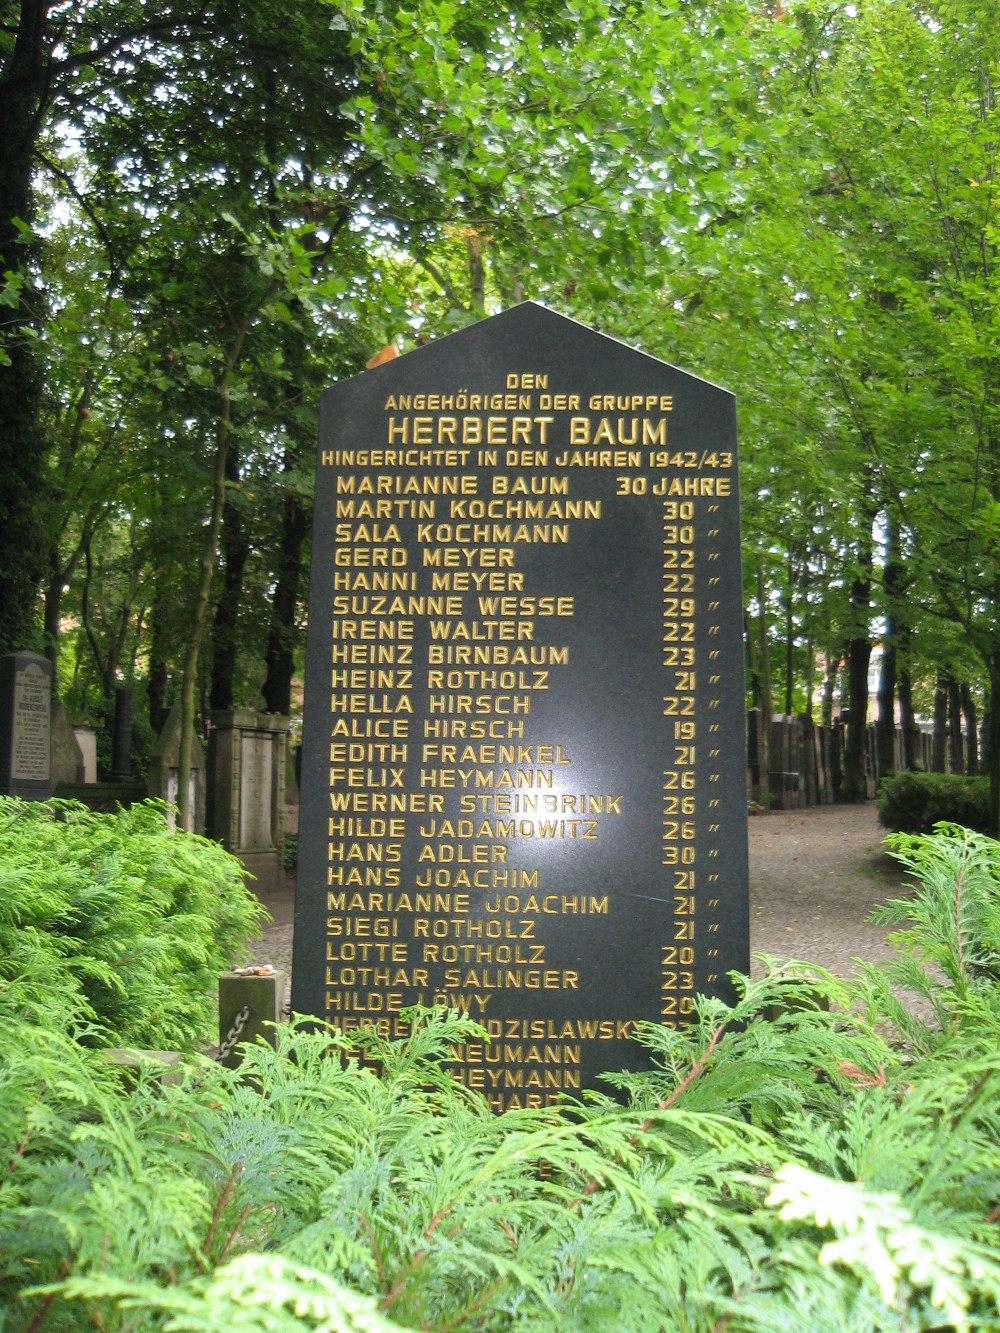 DEN
ANGEHÖRIGEN DER GRUPPE
HERBERT BAUM
HINGERICHTET IN DEN JAHREN 1942/43
MARIANNE BAUM 30 JAHRE
MARTIN KOCHMANN 30 "
SALA KOCHMANN 30 "
GERD MEYER 22 "
HANNI MEYER 22 "
SUZANNE WESSE 29 "
IRENE WALTER 22 "
HEINZ BIRNBAUM 23 "
HEINZ ROTHOLZ 21 "
HELLA HIRSCH 22 "
ALICE HIRSCH 19 "
EDITH FRAENKEL 21 "
FELIX HEYMANN 26 "
WERNER STEINBRINK 26 "
HILDE JADAMOWITZ 26 "
HANS ADLER 30 "
HANS JOACHIM 21 "
MARIANNE JOACHIM 21 "
SIEGI ROTHOLZ 21 "
LOTTE ROTHOLZ 20 "
LOTHAR SALINGER 23 "
HILDE LÖWY 20 "
NEUMANN
HEYMANN